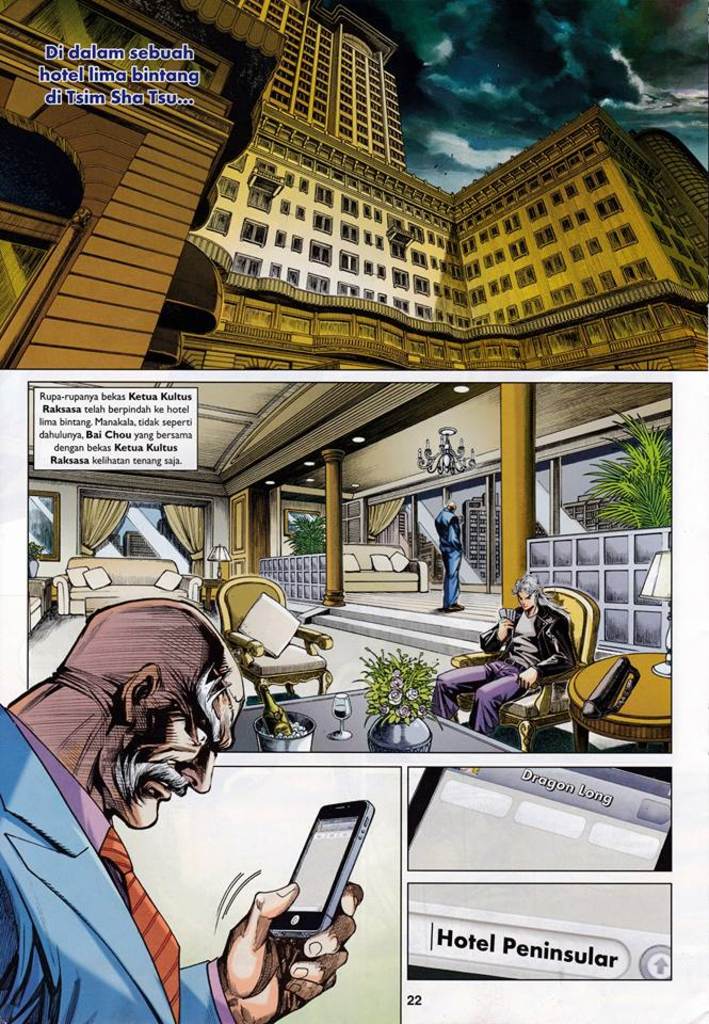 Di dalam sebuah
hotel lima bintang
di Tsim Sha Tsu...
Rupa-rupanya bekas Ketua Kultus
Raksasa telah berpindah ke hotel
lima bintang. Manakala, tidak seperti
dahulunya, Bai Chou yang bersama
dengan bekas Ketua Kultus
Raksasa kelihatan tenang saja.
Dragon Long
Hotel Peninsular
22